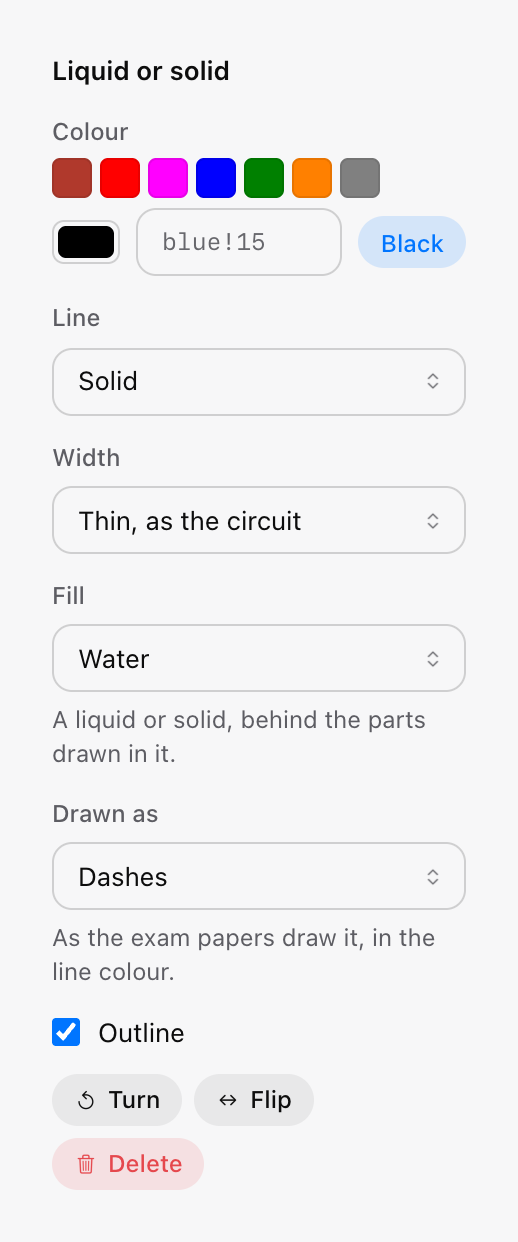 Liquid or solid
Colour
blue!15
Black
Line
Solid
Width
Thin, as the circuit
Fill
Water
A liquid or solid, behind the parts
drawn in it.
Drawn as
Dashes
As the exam papers draw it, in the
line colour.
Outline
Turn
Flip
Delete